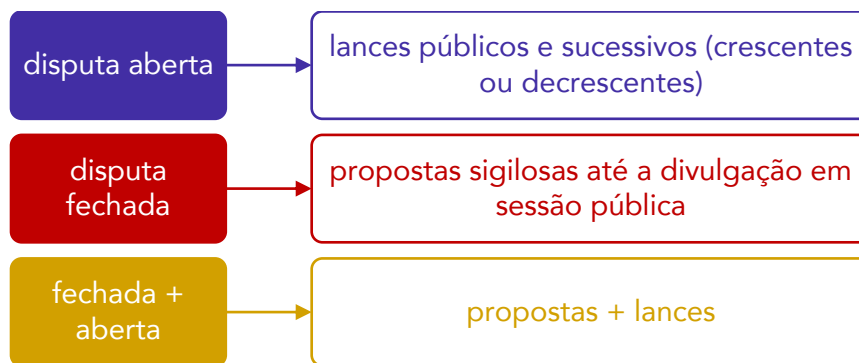 disputa aberta
lances públicos e sucessivos (crescentes
ou decrescentes)
disputa
fechada
propostas sigilosas até a divulgação em
sessão pública
fechada +
aberta
propostas + lances